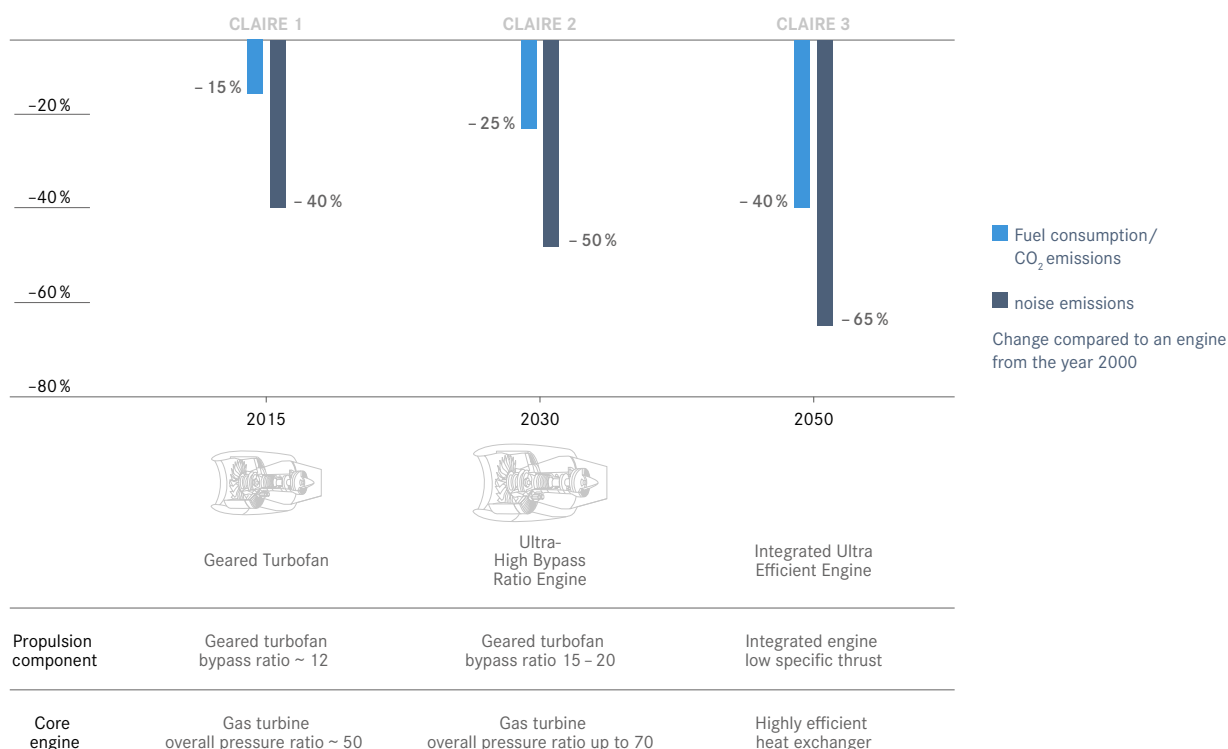 CLAIRE 1
CLAIRE 2
CLAIRE 3
– 15 %
–20 %
– 25 %
– 40 %
–40 %
– 40 %
– 50 %
–60 %
– 65 %
–80 %
Fuel consumption/
CO2 emissions
noise emissions
Change compared to an engine
from the year 2000
2015
2030
2050
Geared Turbofan
Ultra-
High Bypass
Ratio Engine
Integrated Ultra
Efficient Engine
Propulsion
component
Geared turbofan
bypass ratio ~ 12
Geared turbofan
bypass ratio 15 – 20
Integrated engine
low specific thrust
Core
engine
Gas turbine
overall pressure ratio ~ 50
Gas turbine
overall pressure ratio up to 70
Highly efficient
heat exchanger